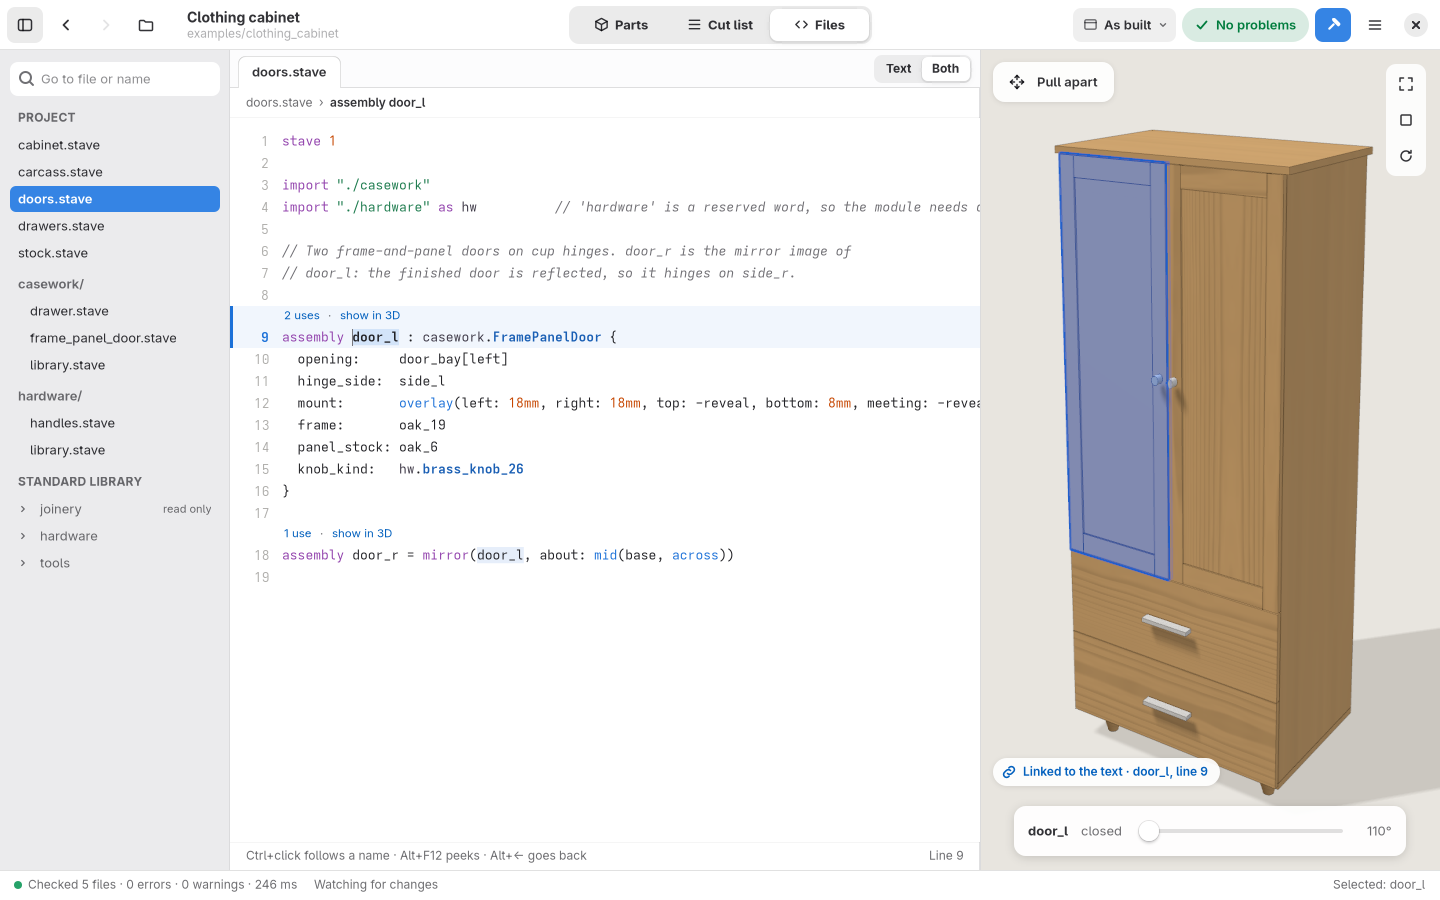 Clothing cabinet
examples/clothing_cabinet
Parts
Cut list
Files
As built
No problems
Go to file or name
PROJECT
cabinet.stave
carcass.stave
doors.stave
drawers.stave
stock.stave
casework/
drawer.stave
frame_panel_door.stave
library.stave
hardware/
handles.stave
library.stave
STANDARD LIBRARY
joinery read only
hardware
tools
doors.stave
Text Both
doors.stave › assembly door_l
1 stave 1
2
3 import "./casework"
4 import "./hardware" as hw // 'hardware' is a reserved word, so the module needs
5
6 // Two frame-and-panel doors on cup hinges. door_r is the mirror image of
7 // door_l: the finished door is reflected, so it hinges on side_r.
8
2 uses · show in 3D
9 assembly door_l : casework.FramePanelDoor {
10 opening: door_bay[left]
11 hinge_side: side_l
12 mount: overlay(left: 18mm, right: 18mm, top: -reveal, bottom: 8mm, meeting: -revea
13 frame: oak_19
14 panel_stock: oak_6
15 knob_kind: hw.brass_knob_26
16 }
17
1 use · show in 3D
18 assembly door_r = mirror(door_l, about: mid(base, across))
19
Ctrl+click follows a name · Alt+F12 peeks · Alt+← goes back
Line 9
Pull apart
Linked to the text · door_l, line 9
door_l closed 110°
Checked 5 files · 0 errors · 0 warnings · 246 ms Watching for changes
Selected: door_l